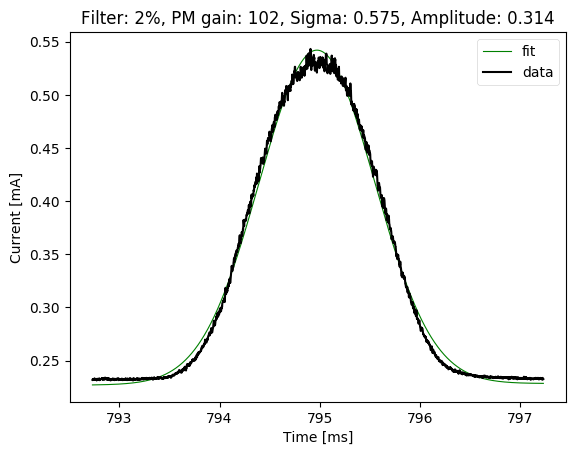 Filter: 2%, PM gain: 102, Sigma: 0.575, Amplitude: 0.314
fit
data
0.55
0.50
0.45
0.40
0.35
0.30
0.25
Current [mA]
793
794
795
796
797
Time [ms]